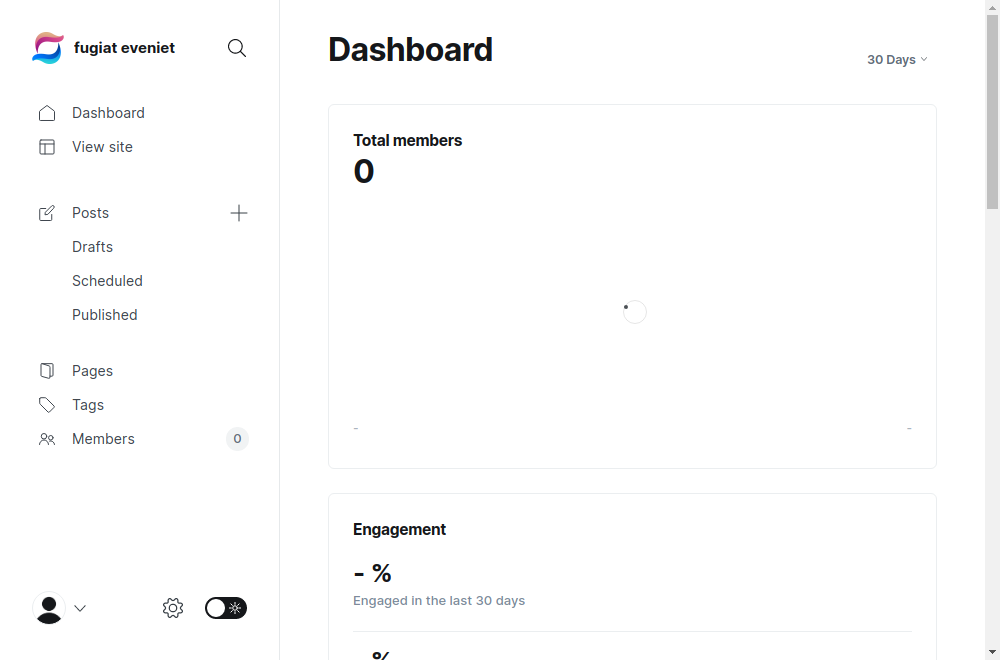 fugiat eveniet
Dashboard
View site
Posts
Drafts
Scheduled
Published
Pages
Tags
Members
0
Dashboard
30 Days
Total members
0
-
-
Engagement
- %
Engaged in the last 30 days
- %